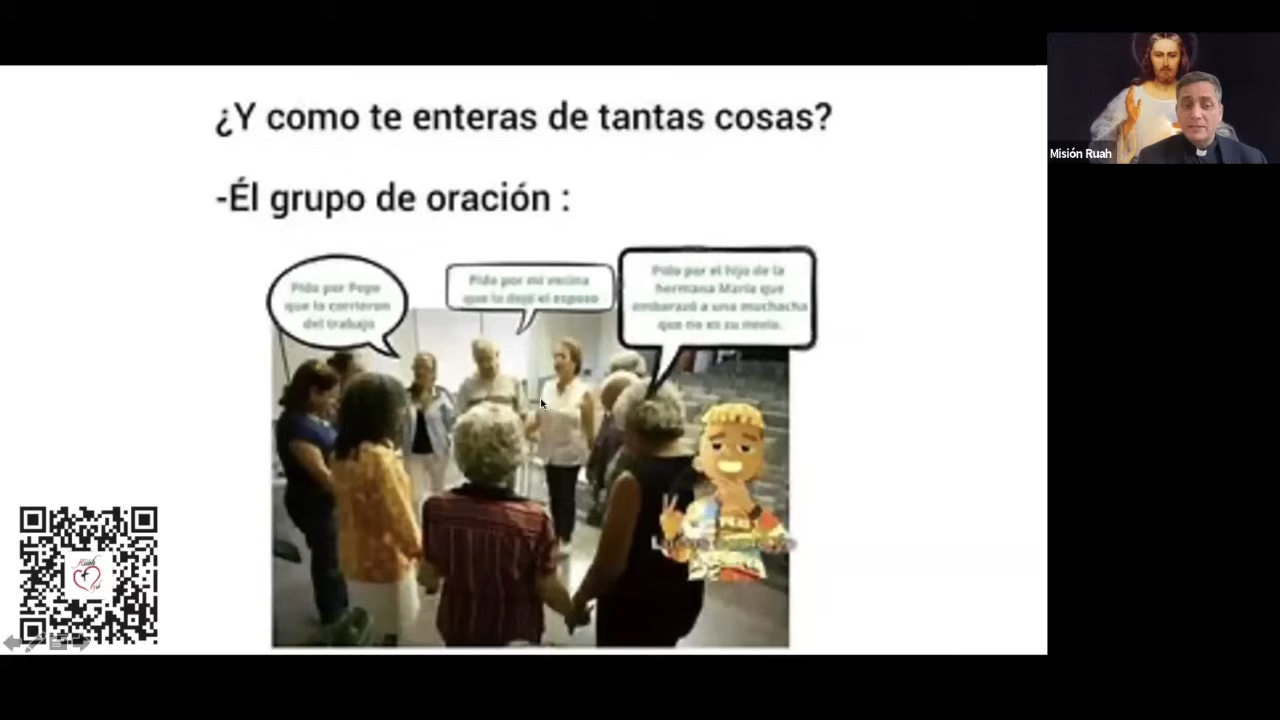 ¿Y como te enteras de tantas cosas?
-Él grupo de oración :
Pido por Pepe
que lo corrieron
del trabajo
Pido por mi vecina
que la dejó el esposo
Pido por el hijo de la
hermana María que
embarazó a una muchacha
que no es su novia.
Misión Ruah